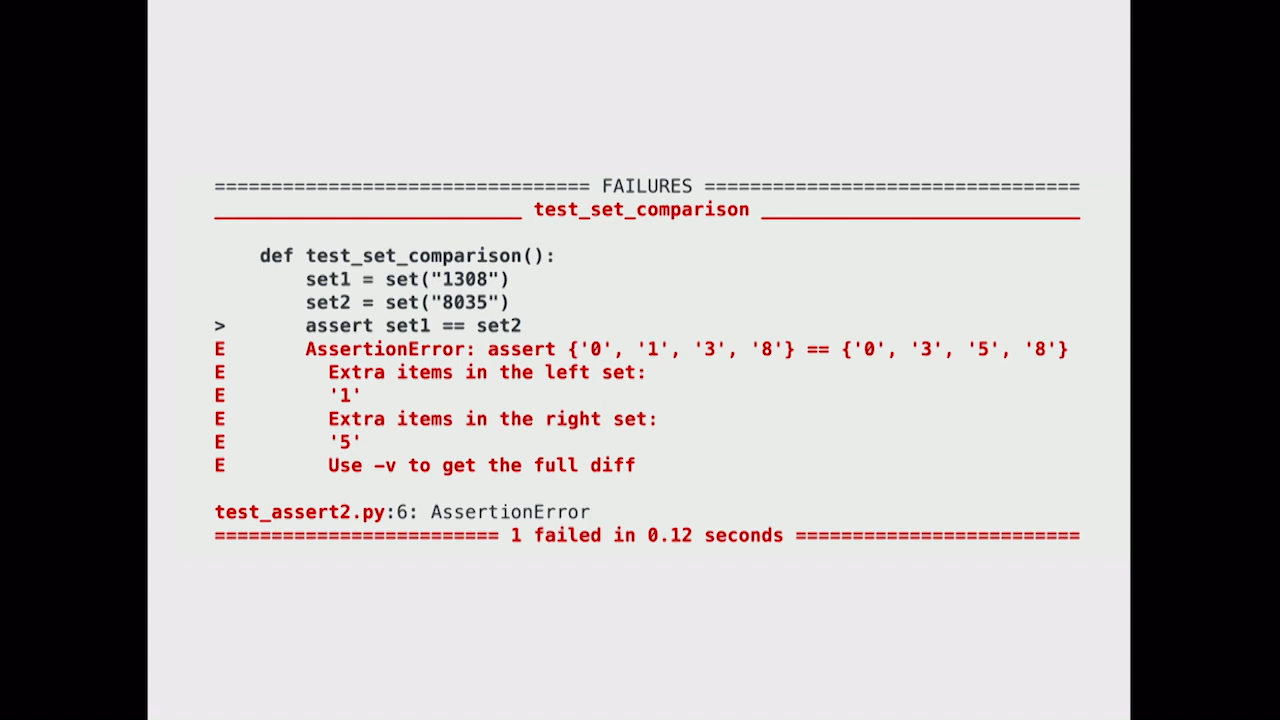 ================================= FAILURES =================================
____________________________ test_set_comparison ____________________________
def test_set_comparison():
set1 = set("1308")
set2 = set("8035")
> assert set1 == set2
E AssertionError: assert {'0', '1', '3', '8'} == {'0', '3', '5', '8'}
E Extra items in the left set:
E '1'
E Extra items in the right set:
E '5'
E Use -v to get the full diff
test_assert2.py:6: AssertionError
========================= 1 failed in 0.12 seconds =========================